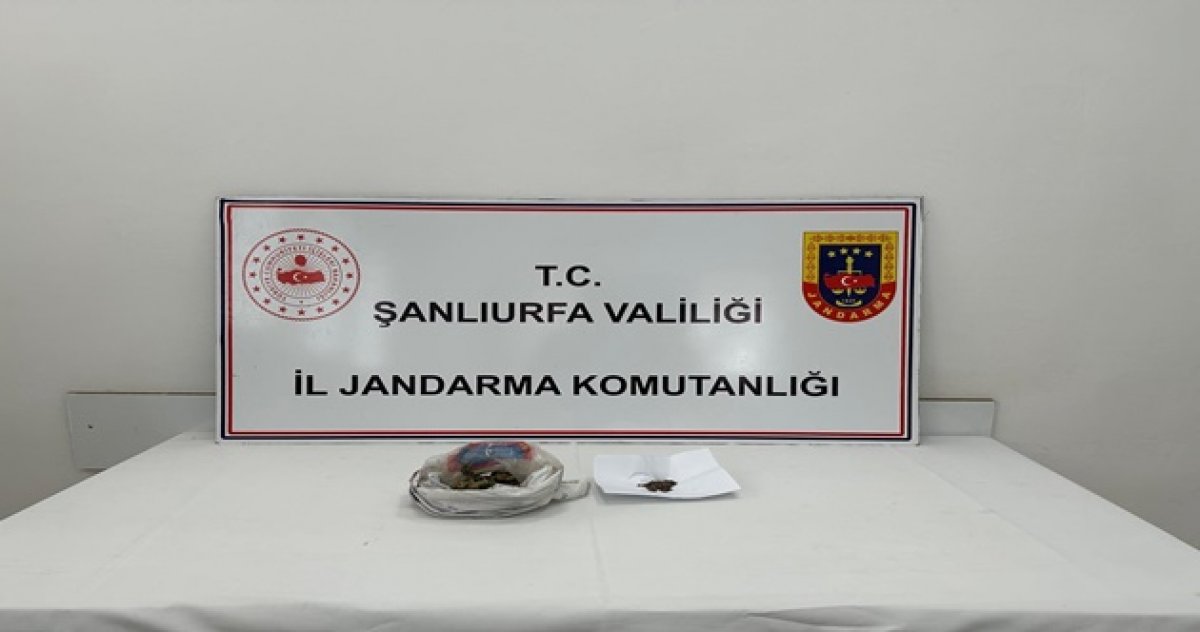 T.C.
ŞANLIURFA VALİLİĞİ
İL JANDARMA KOMUTANLIĞI
JANDARMA